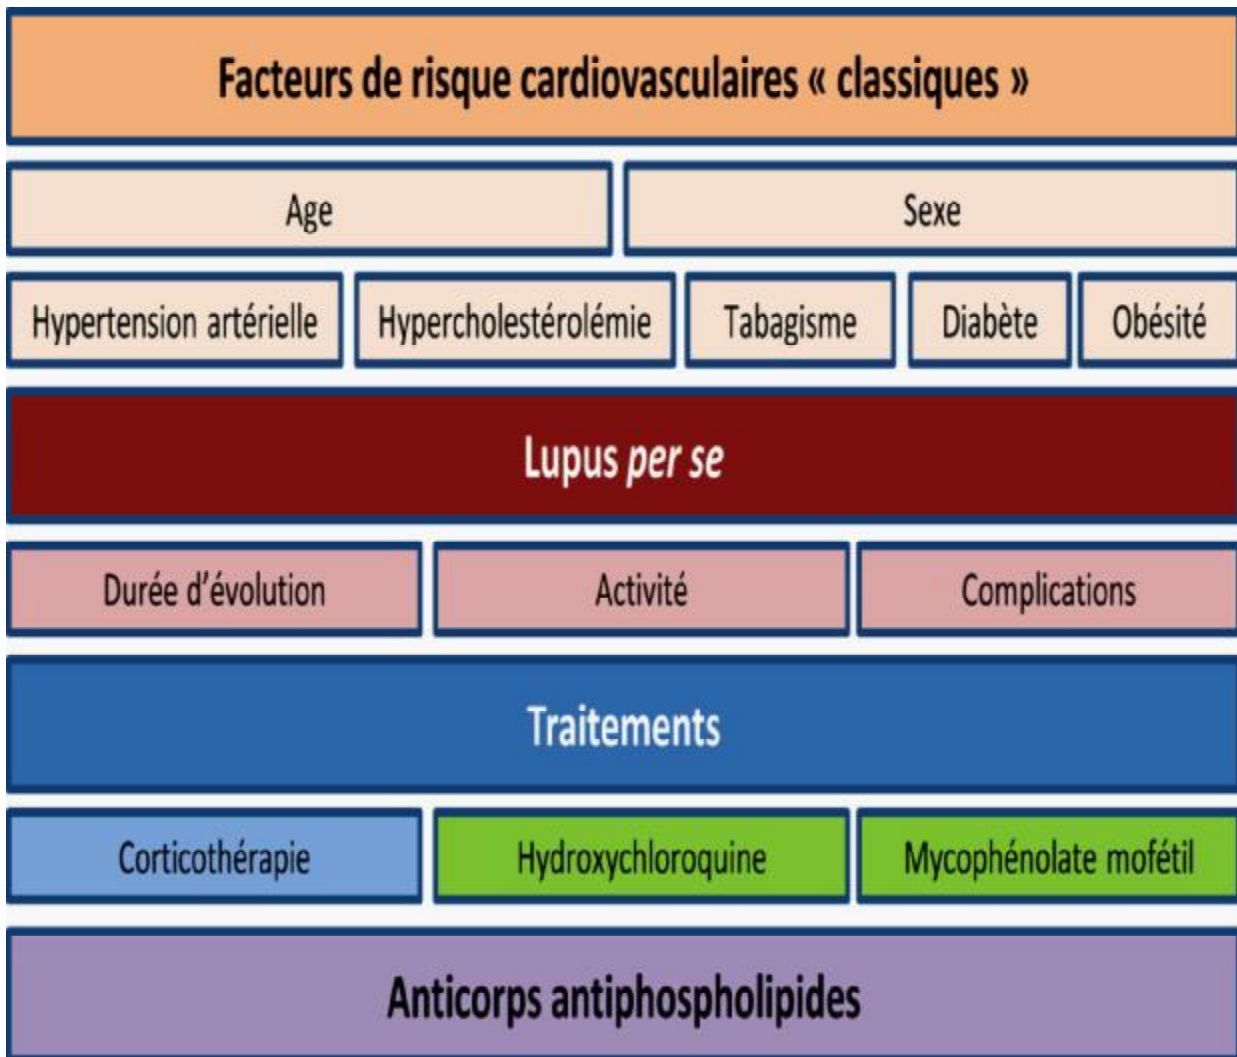 Facteurs de risque cardiovasculaires « classiques »
Age
Sexe
Hypertension artérielle
Hypercholestérolémie
Tabagisme
Diabète
Obésité
Lupus per se
Durée d’évolution
Activité
Complications
Traitements
Corticothérapie
Hydroxychloroquine
Mycophénolate mofétil
Anticorps antiphospholipides